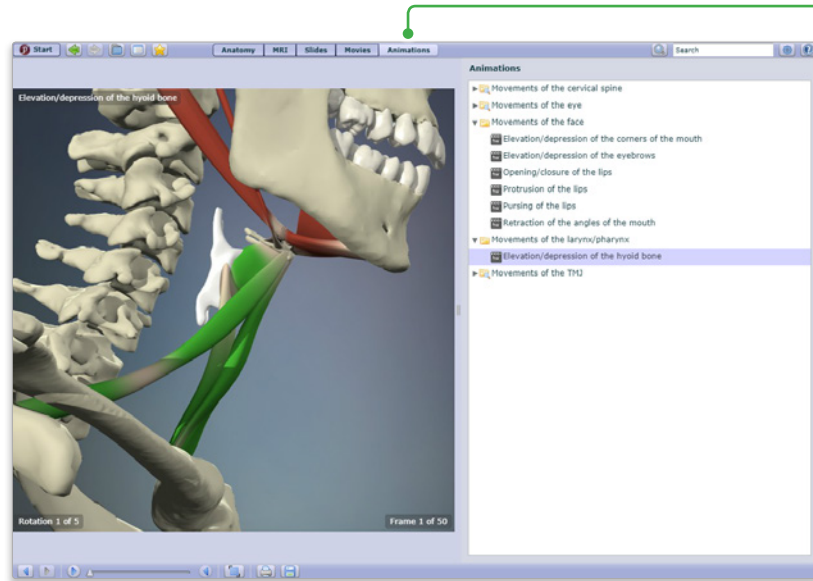 Start
Anatomy MRI Slides Movies Animations
Search
Animations
Elevation/depression of the hyoid bone
Movements of the cervical spine
Movements of the eye
Movements of the face
Elevation/depression of the corners of the mouth
Elevation/depression of the eyebrows
Opening/closure of the lips
Protrusion of the lips
Pursing of the lips
Retraction of the angles of the mouth
Movements of the larynx/pharynx
Elevation/depression of the hyoid bone
Movements of the TMJ
Rotation 1 of 5
Frame 1 of 50